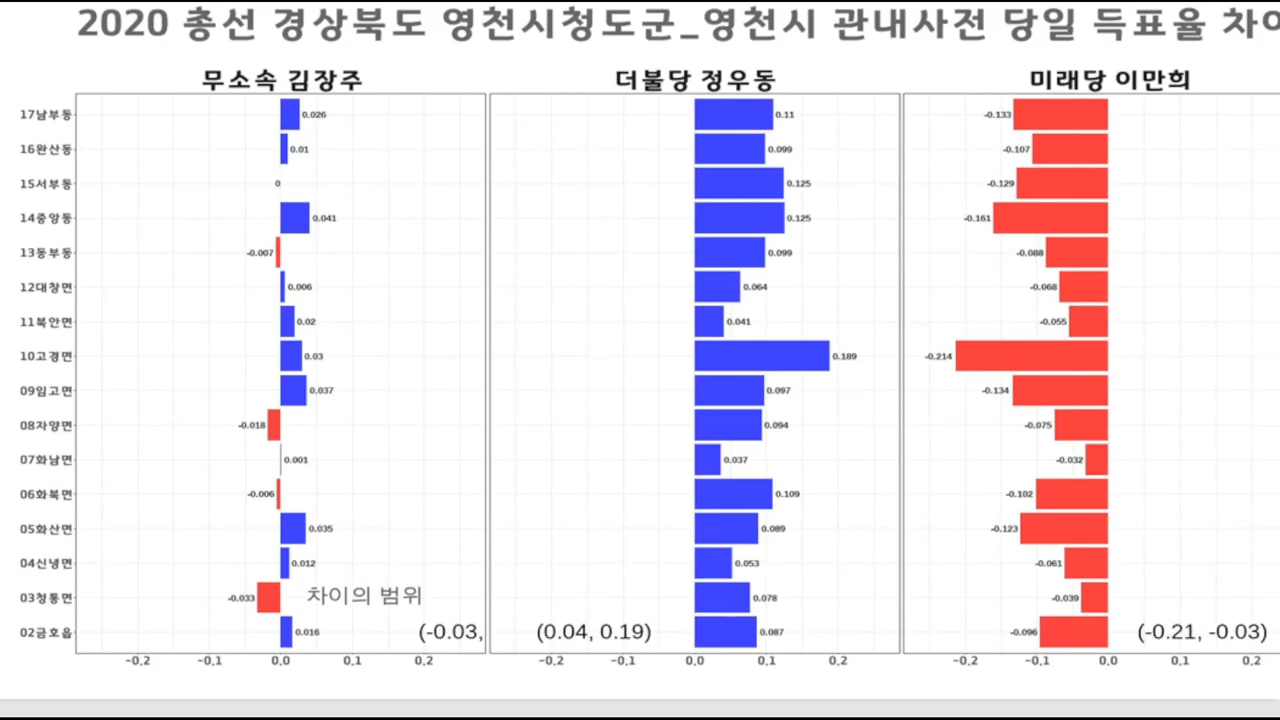 2020 총선 경상북도 영천시청도군_영천시 관내사전 당일 득표율 차이
무소속 김장주 더불당 정우동 미래당 이만희
17남부동 0.026 0.11 -0.133
16완산동 0.01 0.099 -0.107
15서부동 0 0.125 -0.129
14중앙동 0.041 0.125 -0.161
13동부동 -0.007 0.099 -0.088
12대창면 0.006 0.064 -0.068
11북안면 0.02 0.041 -0.055
10고경면 0.03 0.189 -0.214
09임고면 0.037 0.097 -0.134
08자양면 -0.018 0.094 -0.075
07화남면 0.001 0.037 -0.032
06화북면 -0.006 0.109 -0.102
05화산면 0.035 0.089 -0.123
04신녕면 0.012 0.053 -0.061
03청통면 -0.033 차이의 범위 0.078 -0.039
02금호읍 0.016 (-0.03, (0.04, 0.19) 0.087 -0.096 (-0.21, -0.03)
-0.2 -0.1 0.0 0.1 0.2 -0.2 -0.1 0.0 0.1 0.2 -0.2 -0.1 0.0 0.1 0.2